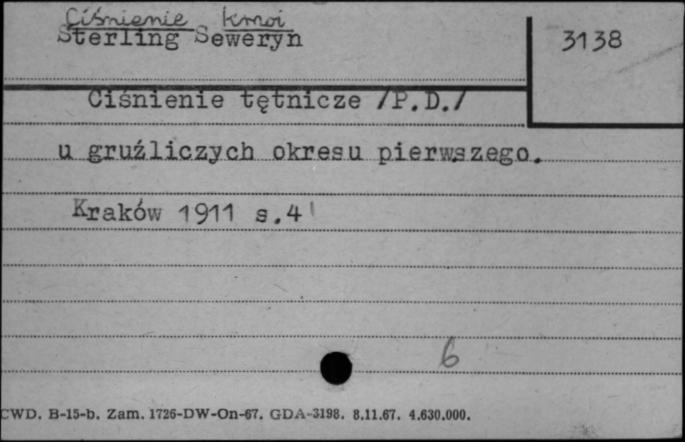 Ciśnienie krwi
Sterling Seweryn
3138
Ciśnienie tętnicze /P.D./
u gruźliczych okresu pierwszego.
Kraków 1911 s.4
6
CWD. B-15-b. Zam. 1726-DW-On-67. GDA-3198. 8.11.67. 4.630.000.